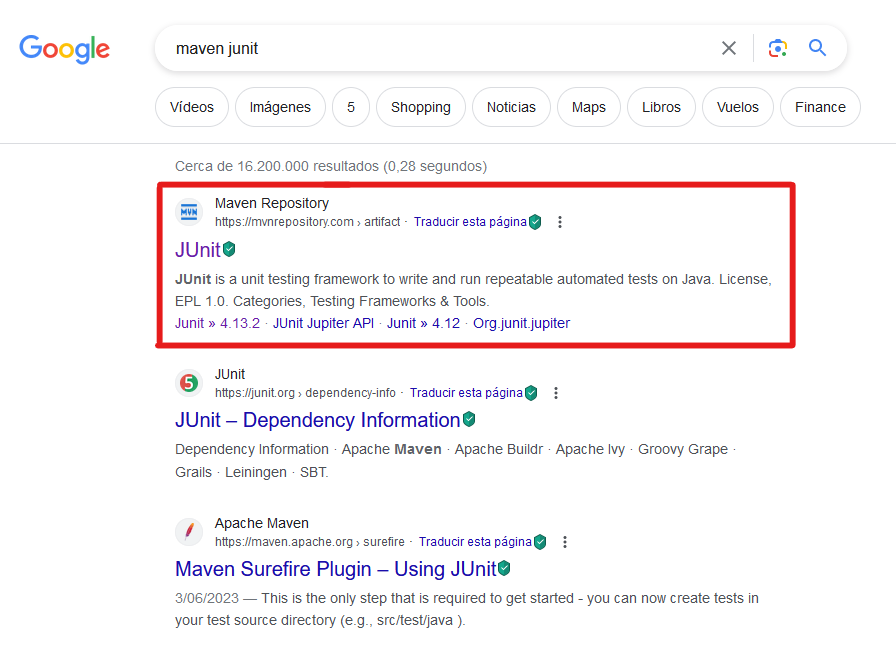 Google
maven junit
Vídeos Imágenes 5 Shopping Noticias Maps Libros Vuelos Finance
Cerca de 16.200.000 resultados (0,28 segundos)
MVN
Maven Repository
https://mvnrepository.com › artifact · Traducir esta página
JUnit
JUnit is a unit testing framework to write and run repeatable automated tests on Java. License,
EPL 1.0. Categories, Testing Frameworks & Tools.
Junit » 4.13.2 · JUnit Jupiter API · Junit » 4.12 · Org.junit.jupiter
5
JUnit
https://junit.org › dependency-info · Traducir esta página
JUnit – Dependency Information
Dependency Information · Apache Maven · Apache Buildr · Apache Ivy · Groovy Grape ·
Grails · Leiningen · SBT.
Apache Maven
https://maven.apache.org › surefire · Traducir esta página
Maven Surefire Plugin – Using JUnit
3/06/2023 — This is the only step that is required to get started - you can now create tests in
your test source directory (e.g., src/test/java ).